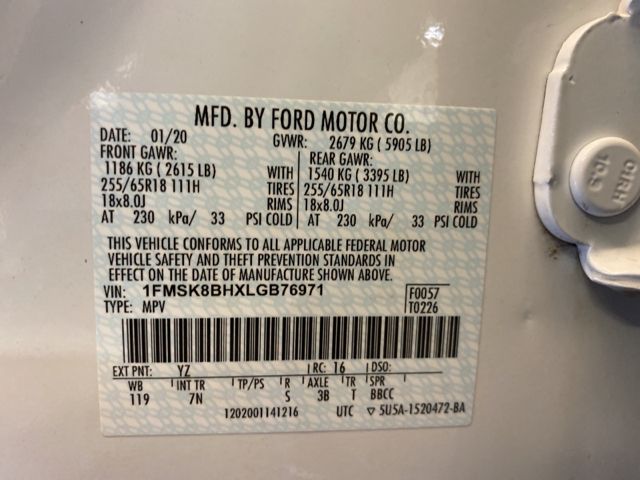 MFD. BY FORD MOTOR CO.
DATE: 01/20 GVWR: 2679 KG ( 5905 LB)
FRONT GAWR: REAR GAWR:
1186 KG ( 2615 LB) WITH 1540 KG ( 3395 LB) WITH
255/65R18 111H TIRES 255/65R18 111H TIRES
18x8.0J RIMS 18x8.0J RIMS
AT 230 kPa/ 33 PSI COLD AT 230 kPa/ 33 PSI COLD
THIS VEHICLE CONFORMS TO ALL APPLICABLE FEDERAL MOTOR
VEHICLE SAFETY AND THEFT PREVENTION STANDARDS IN
EFFECT ON THE DATE OF MANUFACTURE SHOWN ABOVE.
VIN: 1FMSK8BHXLGB76971 F0057
TYPE: MPV T0226
EXT PNT: YZ RC: 16 DSO:
WB INT TR TP/PS R AXLE TR SPR
119 7N S 3B T BBCC
1202001141216 UTC ▽ 5U5A-1520472-BA